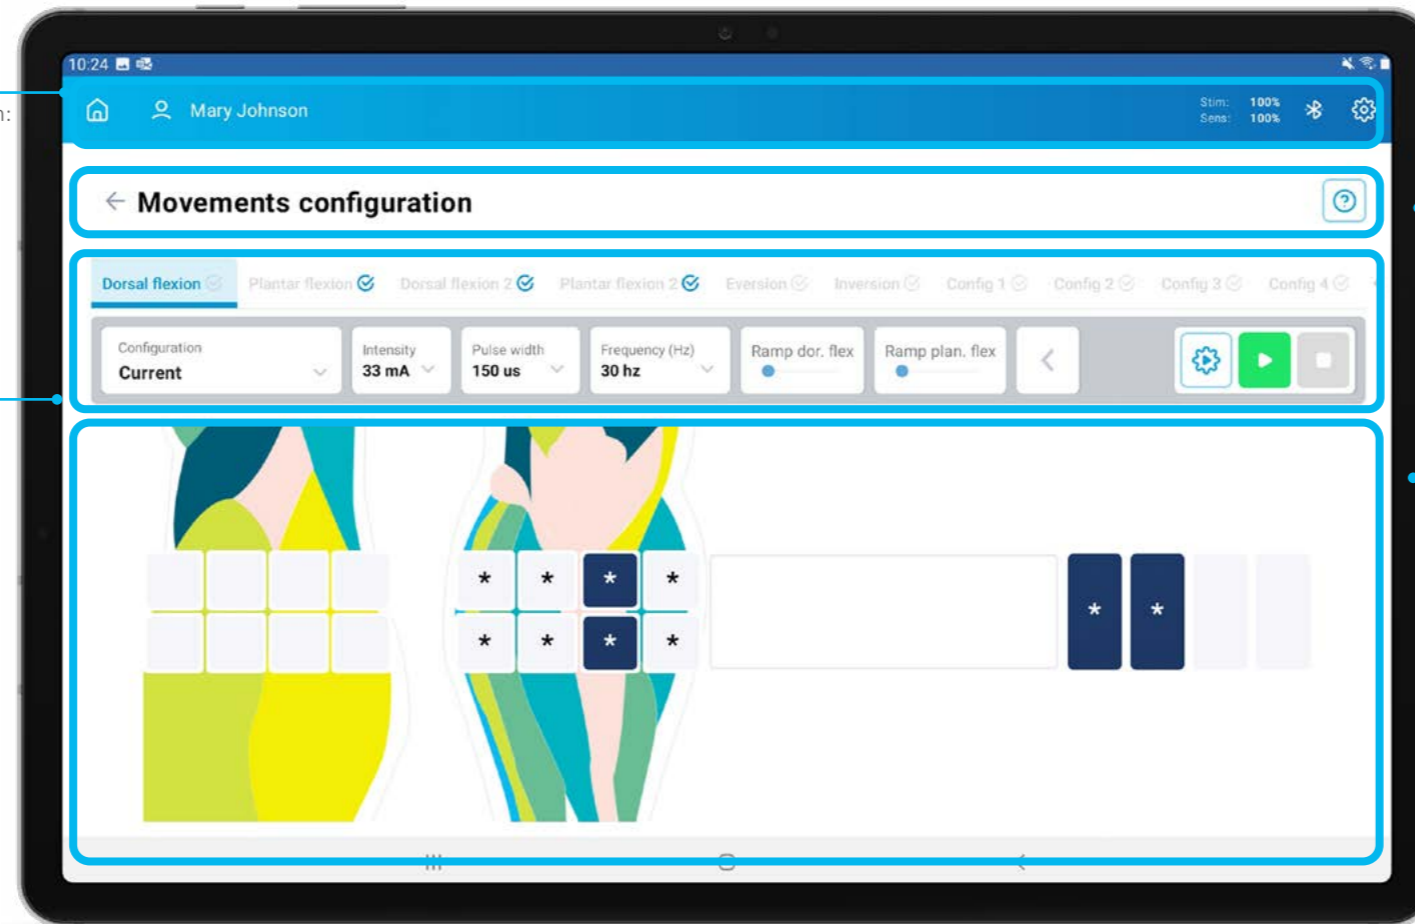 10:24
n:
Mary Johnson
Stim: 100%
Sens: 100%
Movements configuration
?
Dorsal flexion Plantar flexion Dorsal flexion 2 Plantar flexion 2 Eversion Inversion Config 1 Config 2 Config 3 Config 4
Configuration
Current
Intensity
33 mA
Pulse width
150 us
Frequency (Hz)
30 hz
Ramp dor. flex
Ramp plan. flex
* * * *
* * * *
* *